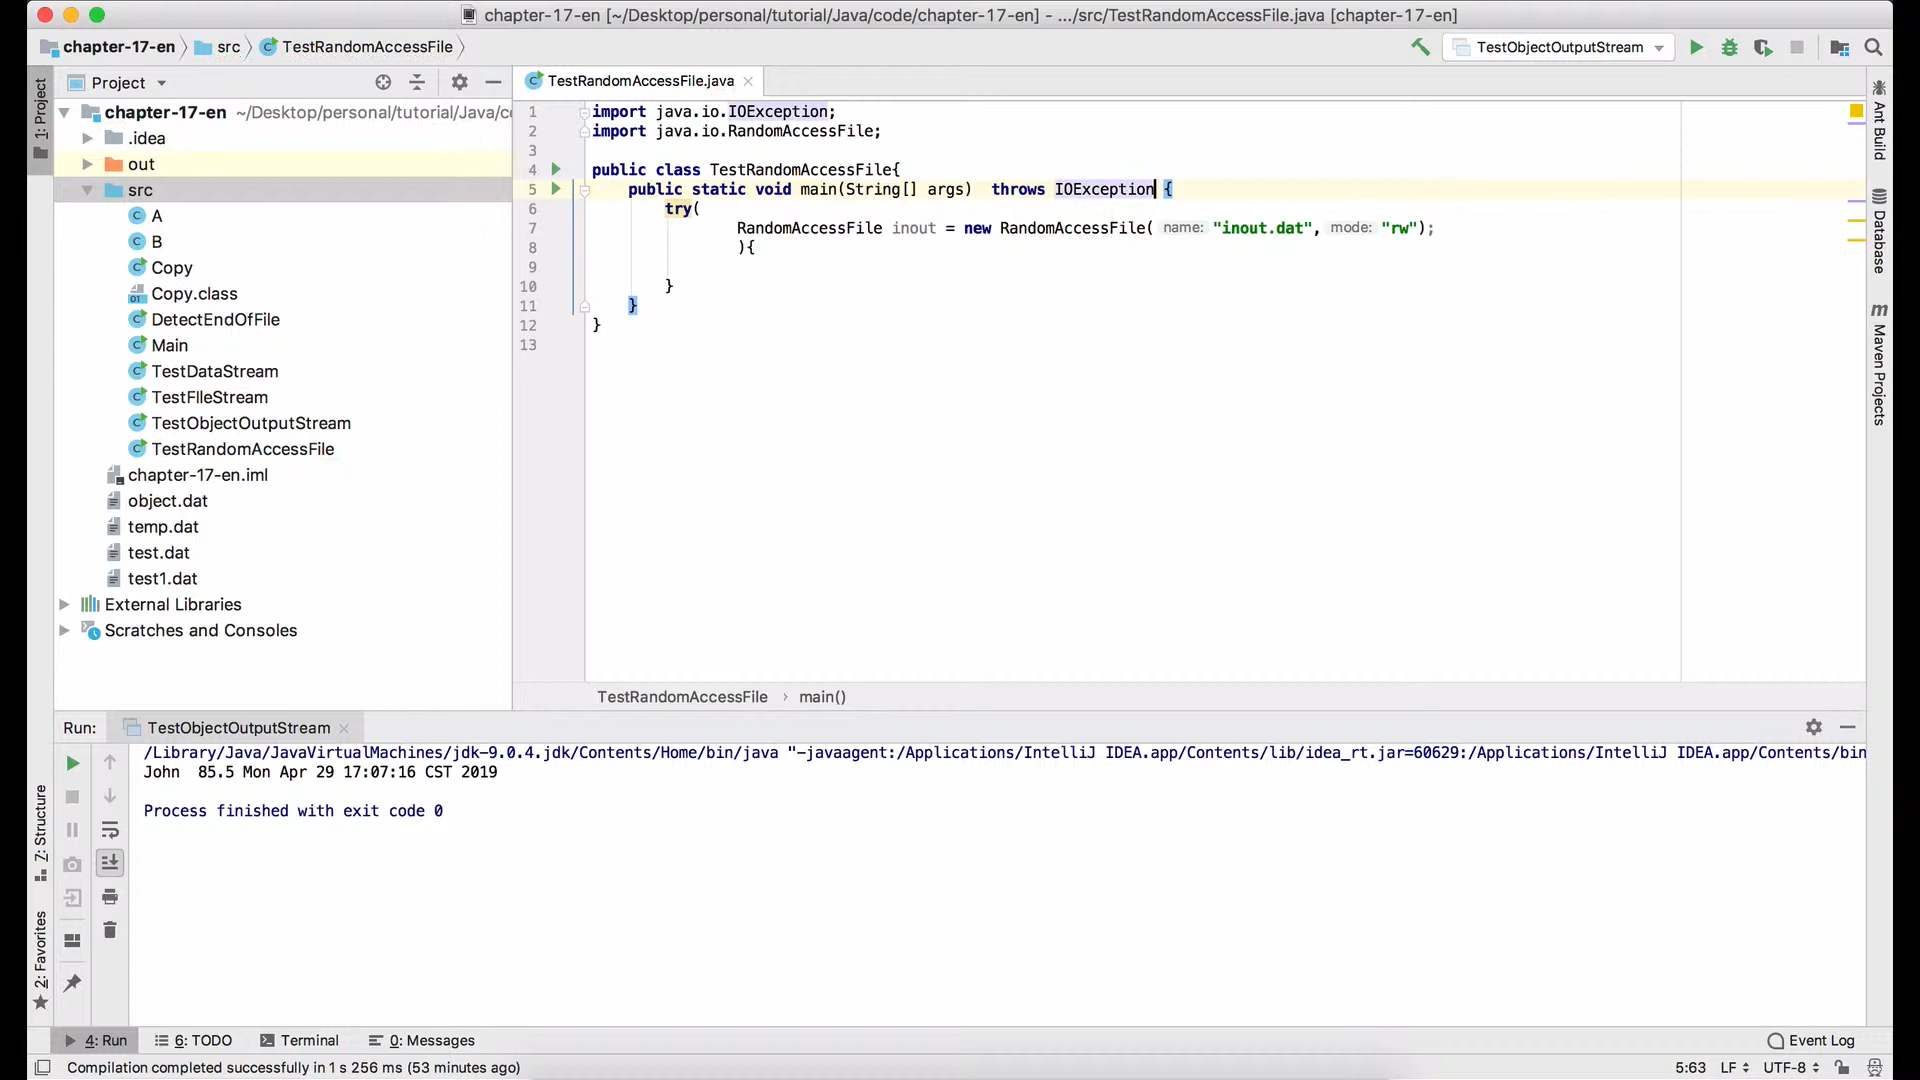 chapter-17-en [~/Desktop/personal/tutorial/Java/code/chapter-17-en] - .../src/TestRandomAccessFile.java [chapter-17-en]
chapter-17-en src TestRandomAccessFile
TestObjectOutputStream
1: Project
Project
TestRandomAccessFile.java
chapter-17-en ~/Desktop/personal/tutorial/Java/c
.idea
out
src
A
B
Copy
Copy.class
DetectEndOfFile
Main
TestDataStream
TestFIleStream
TestObjectOutputStream
TestRandomAccessFile
chapter-17-en.iml
object.dat
temp.dat
test.dat
test1.dat
External Libraries
Scratches and Consoles
1 import java.io.IOException;
2 import java.io.RandomAccessFile;
3
4 public class TestRandomAccessFile{
5 public static void main(String[] args)  throws IOException {
6 try(
7 RandomAccessFile inout = new RandomAccessFile( name: "inout.dat", mode: "rw");
8 ){
9
10 }
11 }
12 }
13
TestRandomAccessFile › main()
Ant Build
Database
Maven Projects
Run: TestObjectOutputStream
/Library/Java/JavaVirtualMachines/jdk-9.0.4.jdk/Contents/Home/bin/java "-javaagent:/Applications/IntelliJ IDEA.app/Contents/lib/idea_rt.jar=60629:/Applications/IntelliJ IDEA.app/Contents/bin
John  85.5 Mon Apr 29 17:07:16 CST 2019
Process finished with exit code 0
7: Structure
2: Favorites
4: Run 6: TODO Terminal 0: Messages Event Log
Compilation completed successfully in 1 s 256 ms (53 minutes ago) 5:63 LF UTF-8